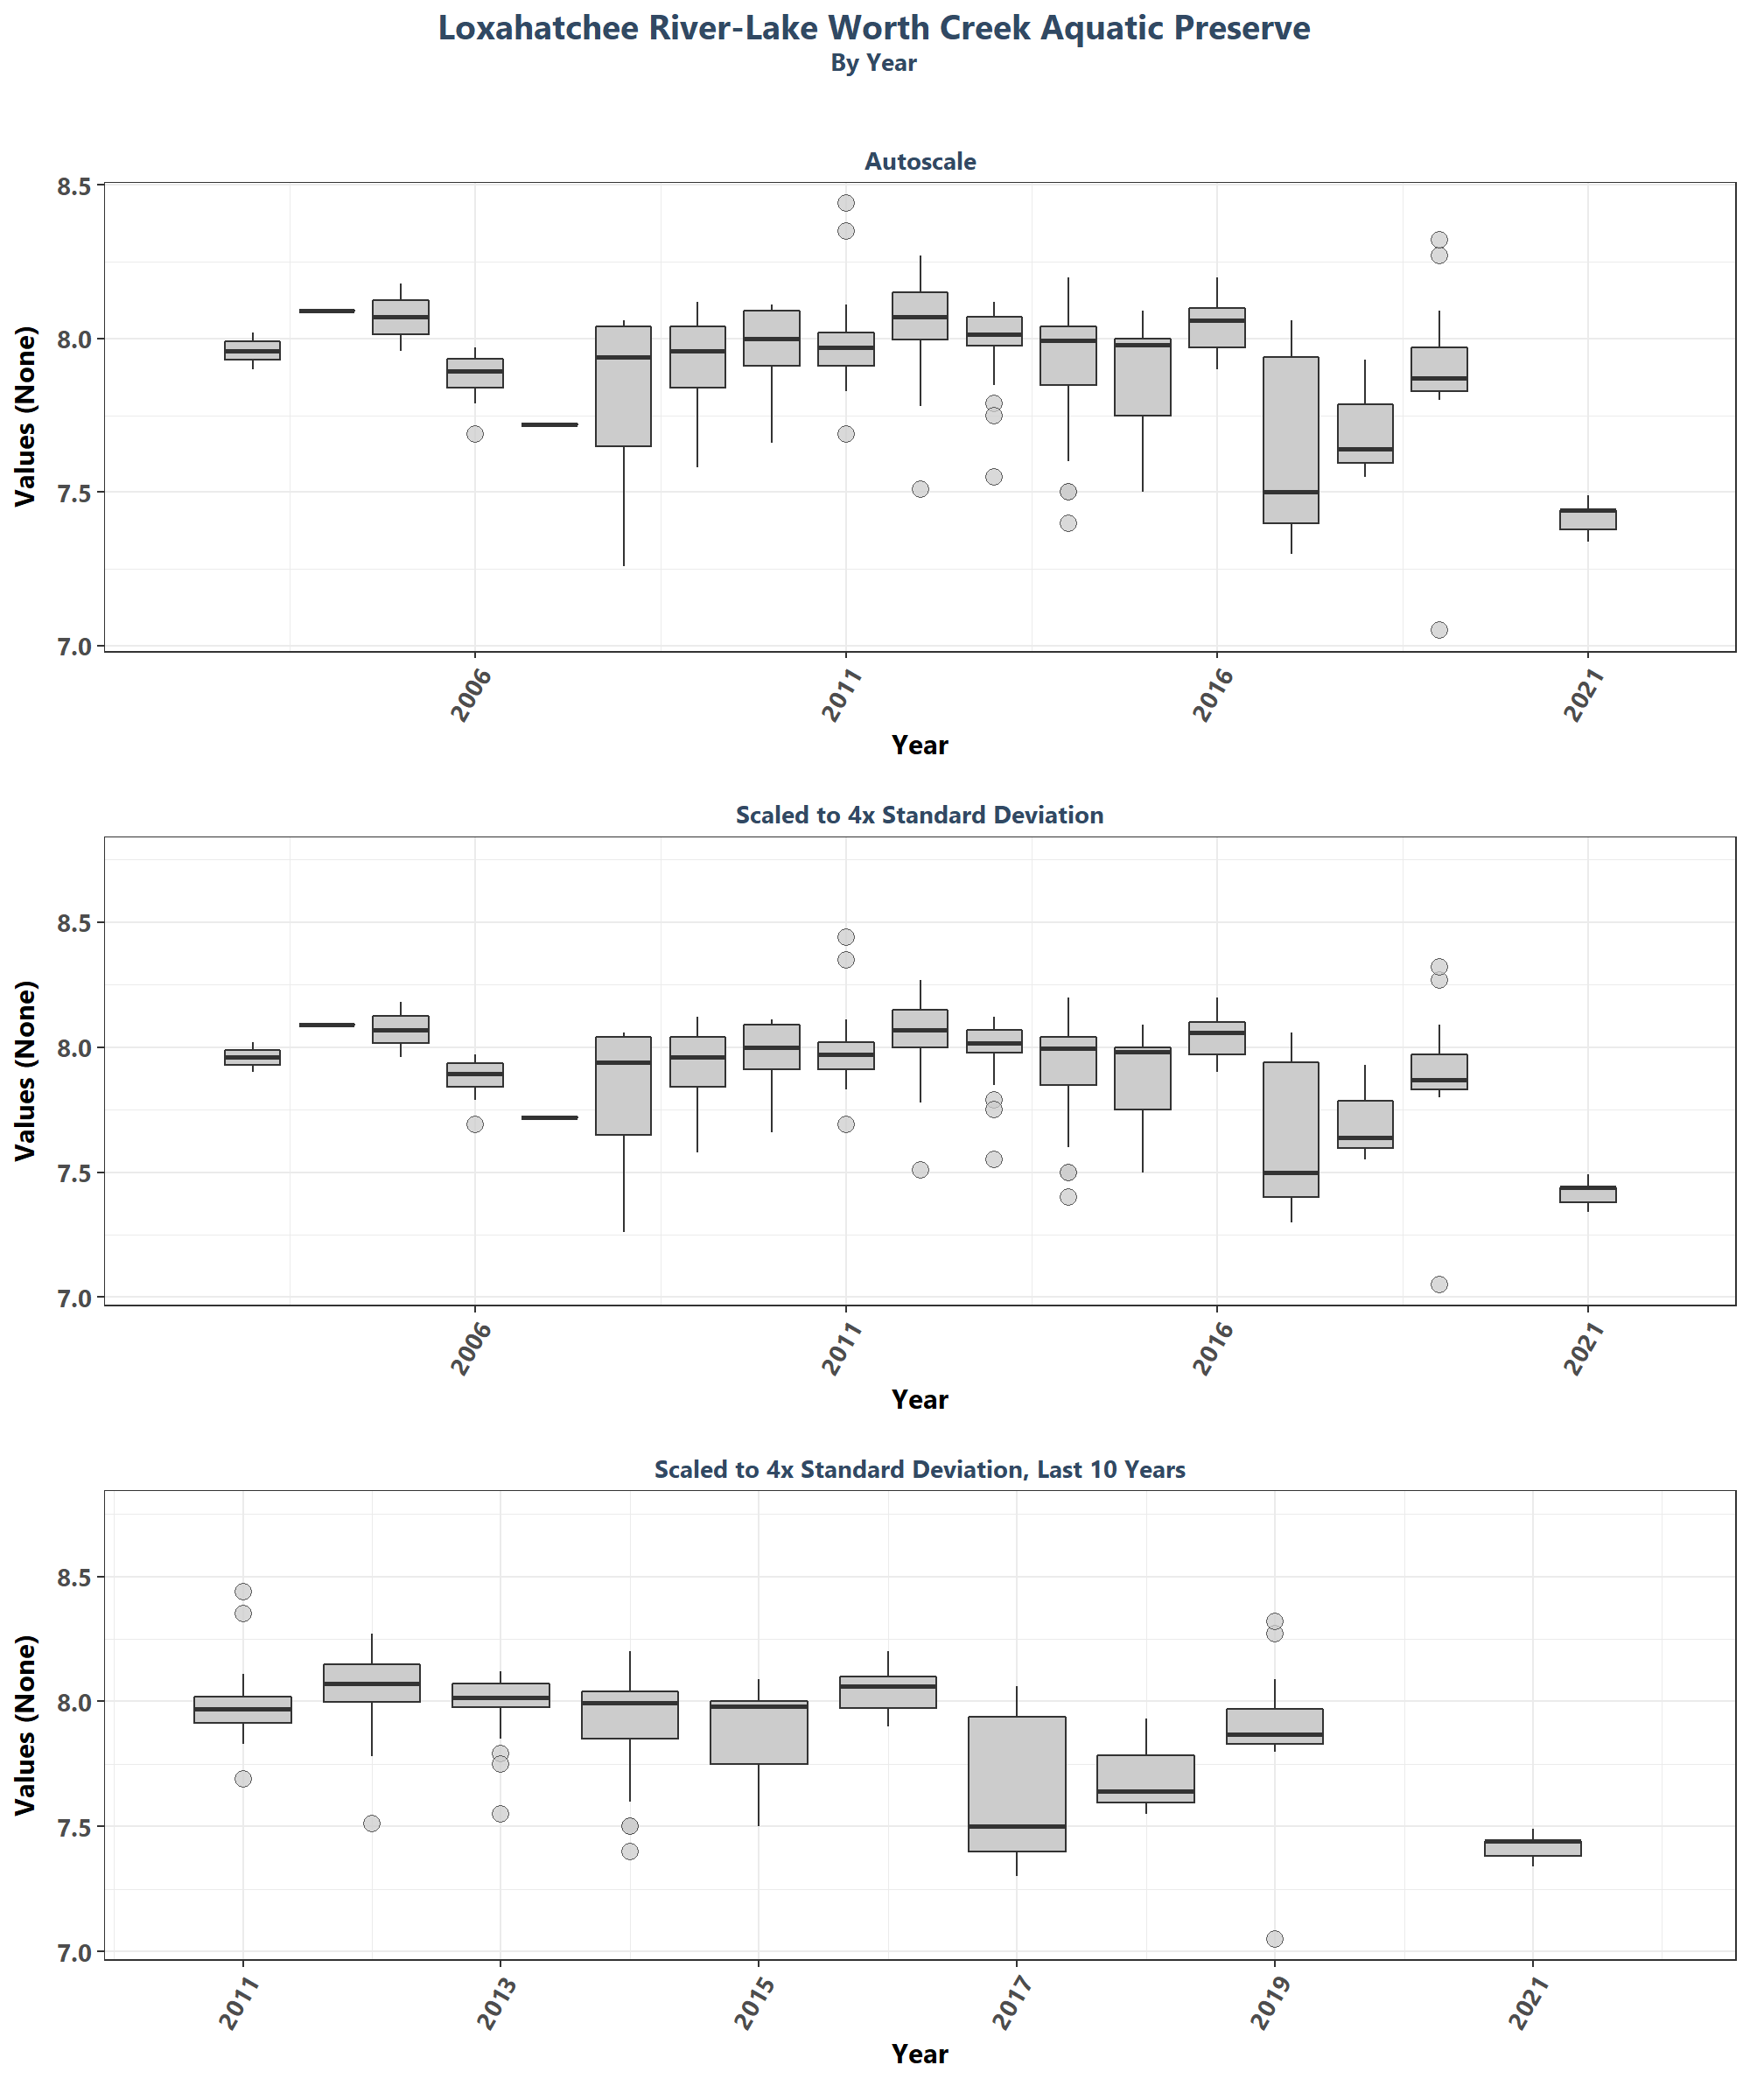 Loxahatchee River-Lake Worth Creek Aquatic Preserve
By Year
Autoscale
Values (None)
8.5
8.0
7.5
7.0
2006
2011
2016
2021
Year
Scaled to 4x Standard Deviation
Values (None)
8.5
8.0
7.5
7.0
2006
2011
2016
2021
Year
Scaled to 4x Standard Deviation, Last 10 Years
Values (None)
8.5
8.0
7.5
7.0
2011
2013
2015
2017
2019
2021
Year